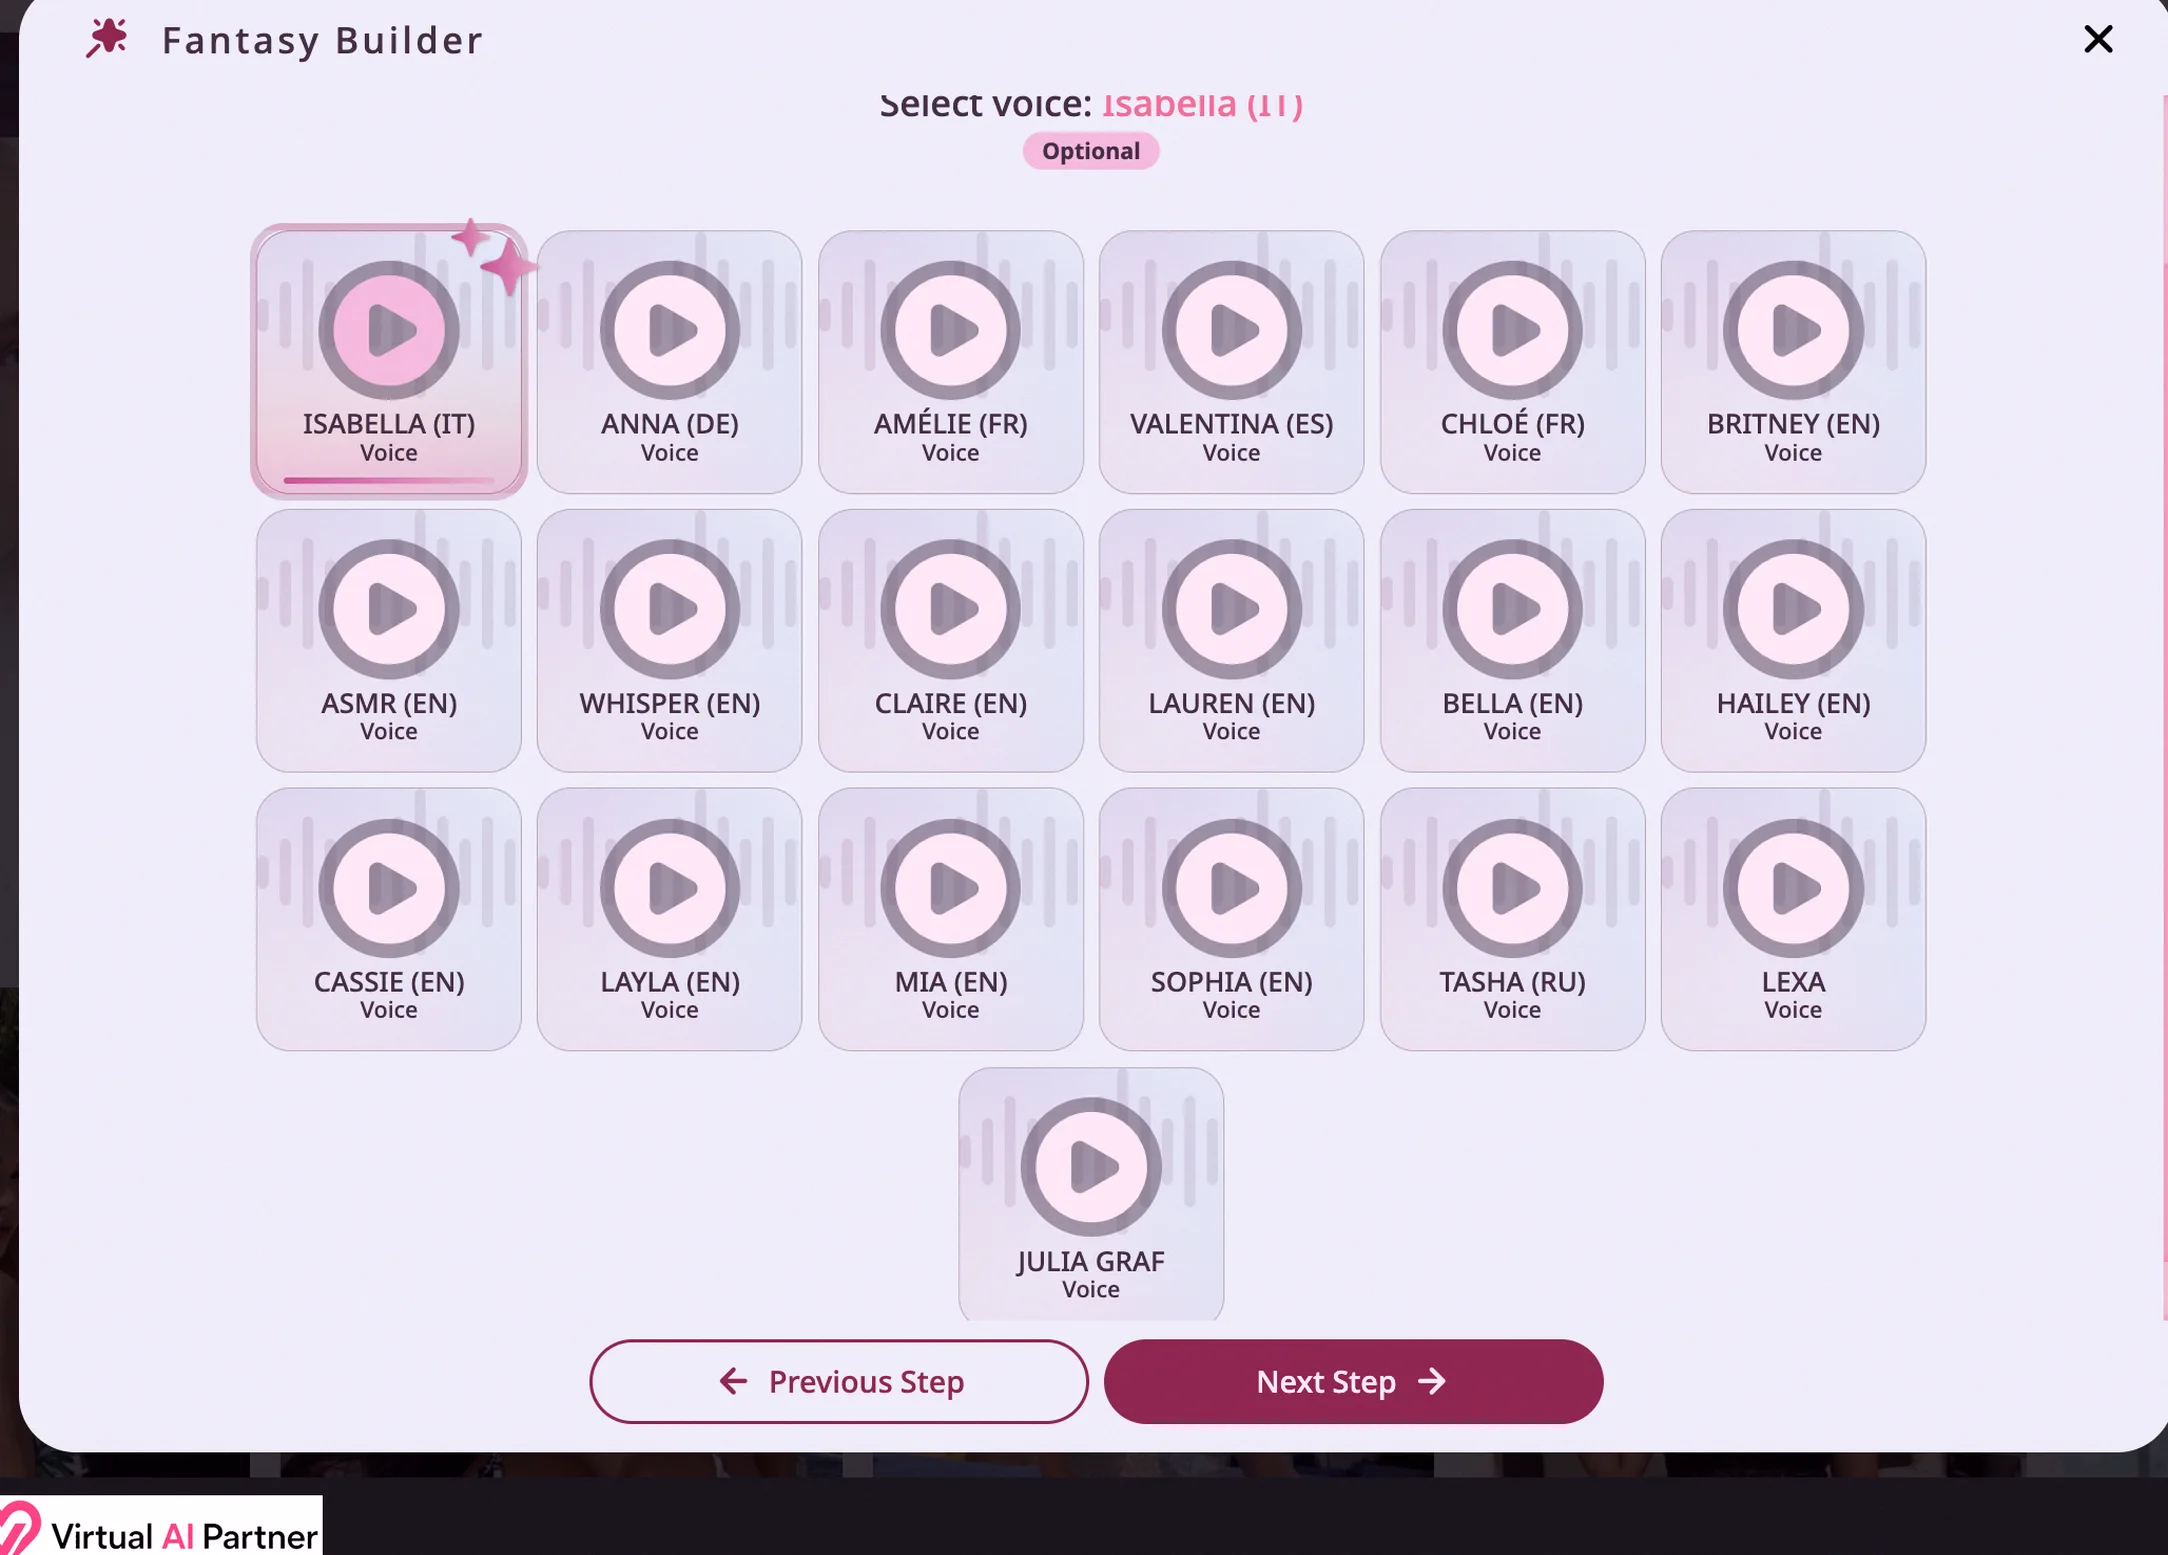 Fantasy Builder
Select voice: Isabella (IT)
Optional
ISABELLA (IT)
Voice
ANNA (DE)
Voice
AMÉLIE (FR)
Voice
VALENTINA (ES)
Voice
CHLOÉ (FR)
Voice
BRITNEY (EN)
Voice
ASMR (EN)
Voice
WHISPER (EN)
Voice
CLAIRE (EN)
Voice
LAUREN (EN)
Voice
BELLA (EN)
Voice
HAILEY (EN)
Voice
CASSIE (EN)
Voice
LAYLA (EN)
Voice
MIA (EN)
Voice
SOPHIA (EN)
Voice
TASHA (RU)
Voice
LEXA
Voice
JULIA GRAF
Voice
Previous Step
Next Step
Virtual AI Partner